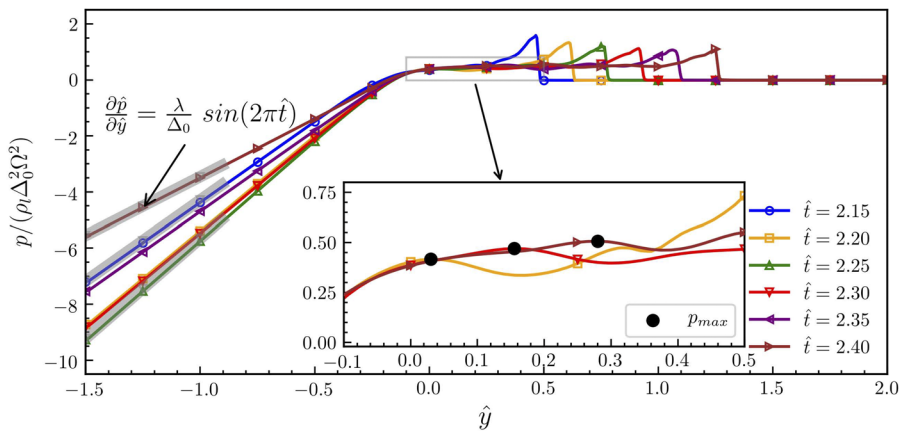 2
0
−2
−4
−6
−8
−10
p/(ρ_l Δ_0^2 Ω^2)
∂p̂/∂ŷ = λ/Δ_0 sin(2πt̂)
0.75
0.50
0.25
0.00
−0.1 0.0 0.1 0.2 0.3 0.4 0.5
p_max
t̂ = 2.15
t̂ = 2.20
t̂ = 2.25
t̂ = 2.30
t̂ = 2.35
t̂ = 2.40
−1.5 −1.0 −0.5 0.0 0.5 1.0 1.5 2.0
ŷ